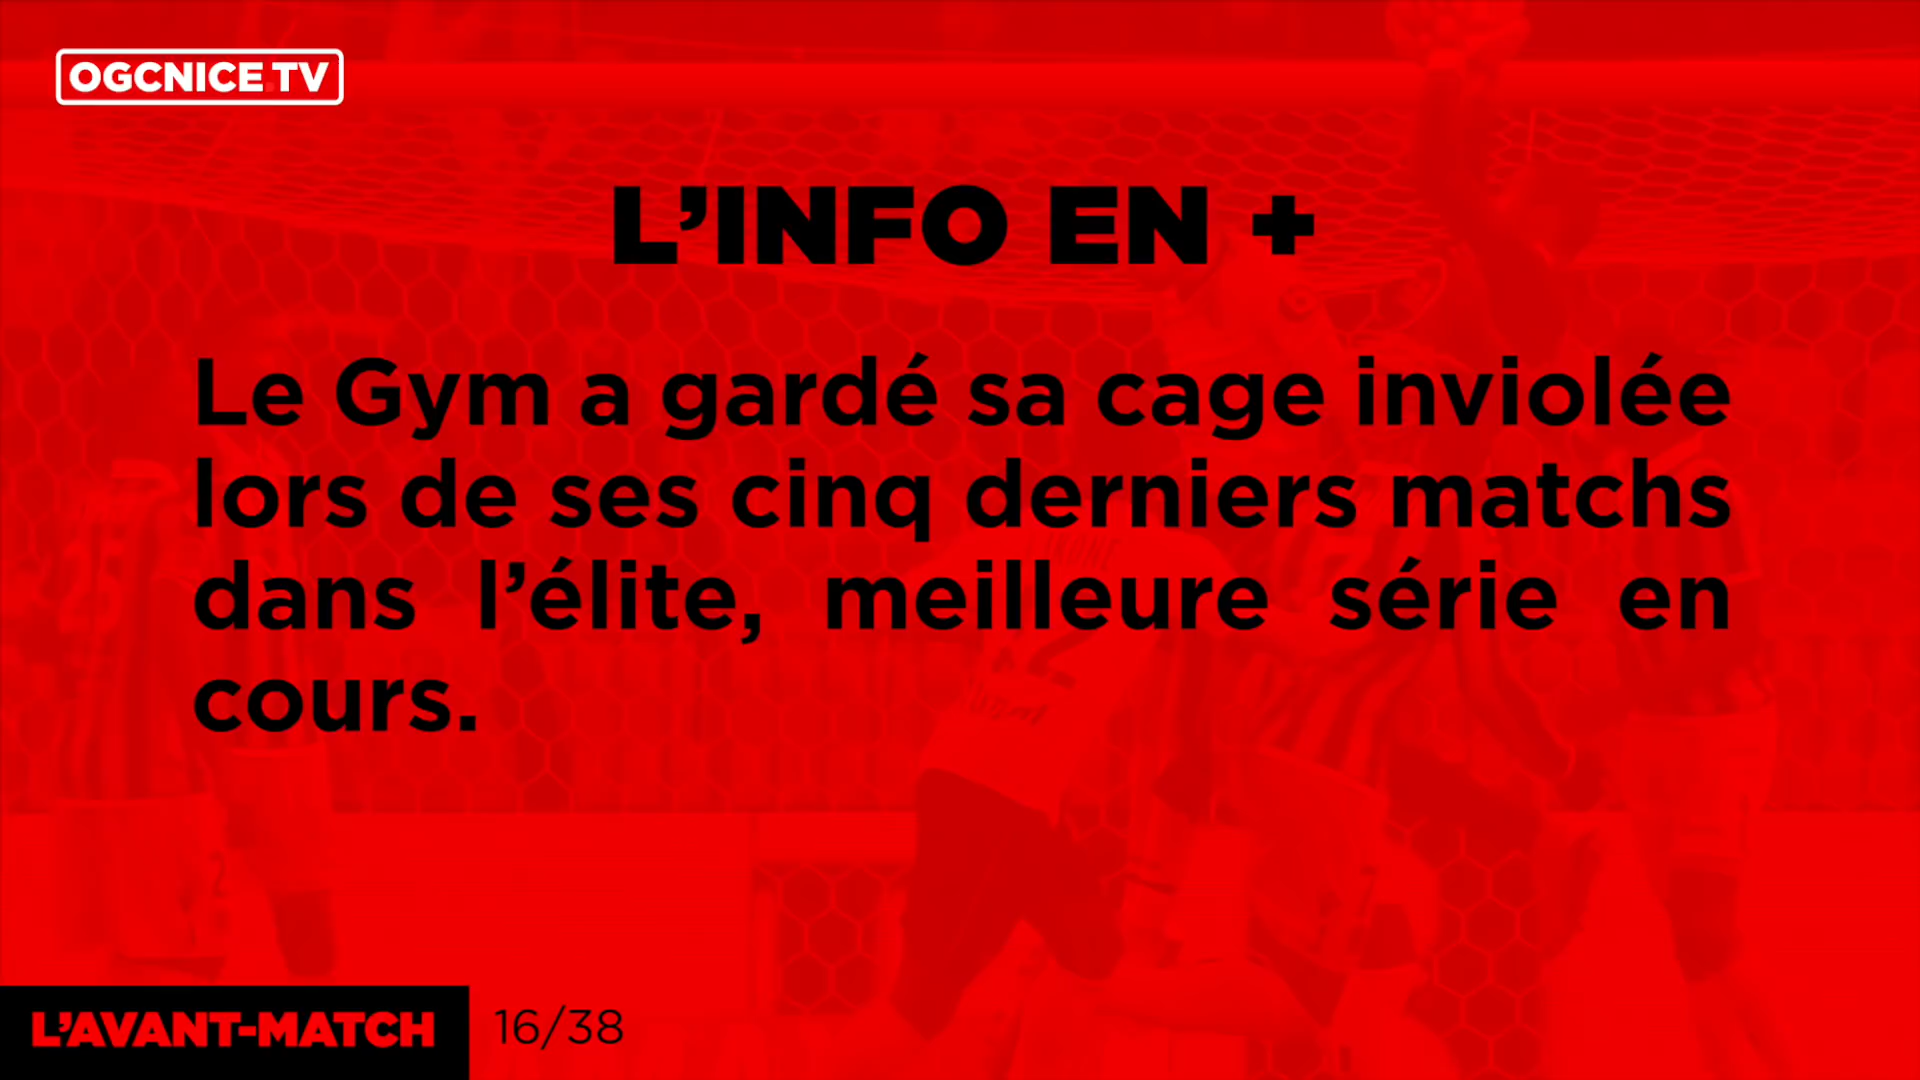 OGCNICE.TV
L’INFO EN +
Le Gym a gardé sa cage inviolée
lors de ses cinq derniers matchs
dans l’élite, meilleure série en
cours.
L’AVANT-MATCH
16/38